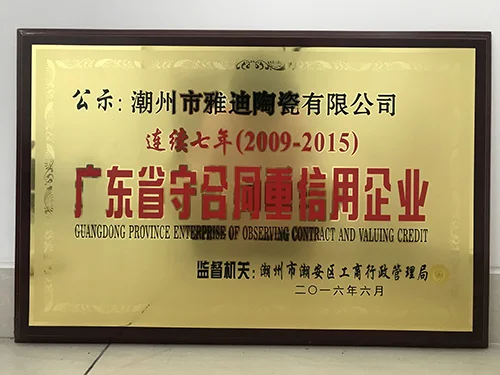 公示:潮州市雅迪陶瓷有限公司
连续七年(2009-2015)
广东省守合同重信用企业
GUANGDONG PROVINCE ENTERPRISE OF OBSERVING CONTRACT AND VALUING CREDIT
监督机关:潮州市潮安区工商行政管理局
二〇一六年六月